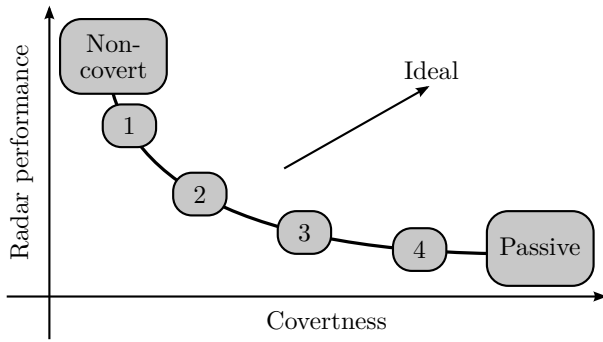 Non-
covert
Ideal
1
2
3
4
Passive
Radar performance
Covertness